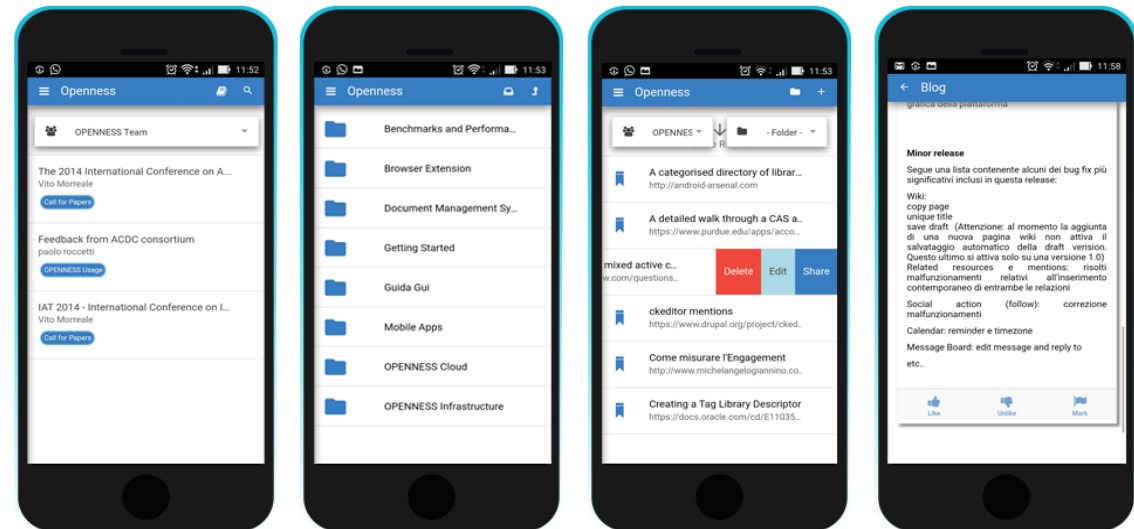 11:52
Openness
OPENNESS Team
The 2014 International Conference on A...
Vito Morreale
Call for Papers
Feedback from ACDC consortium
paolo roccetti
OPENNESS Usage
IAT 2014 - International Conference on I...
Vito Morreale
Call for Papers
11:53
Openness
Benchmarks and Performa...
Browser Extension
Document Management Sy...
Getting Started
Guida Gui
Mobile Apps
OPENNESS Cloud
OPENNESS Infrastructure
11:53
Openness
OPENNES
- Folder -
A categorised directory of librar...
http://android-arsenal.com
A detailed walk through a CAS a..
https://www.purdue.edu/apps/acco...
mixed active c...
w.com/questions...
Delete
Edit
Share
ckeditor mentions
https://www.drupal.org/project/cked..
Come misurare l'Engagement
http://www.michelangelogiannino.co..
Creating a Tag Library Descriptor
https://docs.oracle.com/cd/E11035...
11:58
Blog
grafica della piattaforma
Minor release
Segue una lista contenente alcuni dei bug fix più
significativi inclusi in questa release:
Wiki:
copy page
unique title
save draft (Attenzione: al momento la aggiunta
di una nuova pagina wiki non attiva il
salvataggio automatico della draft verision.
Questo ultimo si attiva solo su una versione 1.0)
Related resources e mentions: risolti
malfunzionamenti relativi all'inserimento
contemporaneo di entrambe le relazioni
Social action (follow): correzione
malfunzionamenti
Calendar: reminder e timezone
Message Board: edit message and reply to
etc..
Like
Unlike
Mark